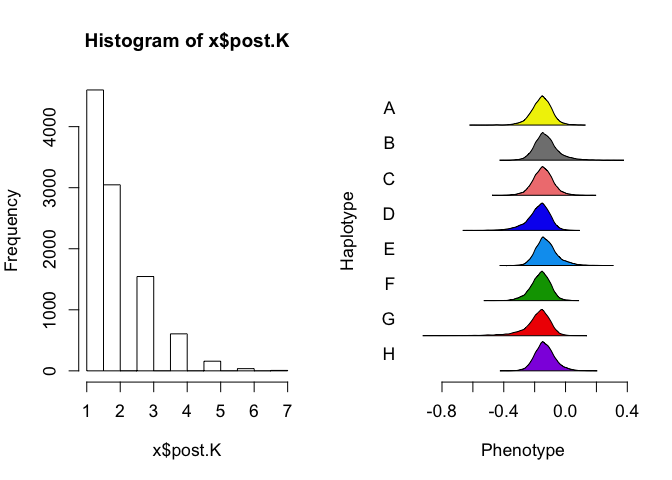 Histogram of x$post.K
Frequency
0
1000
2000
3000
4000
1 2 3 4 5 6 7
x$post.K
Haplotype
A
B
C
D
E
F
G
H
-0.8 -0.4 0.0 0.4
Phenotype